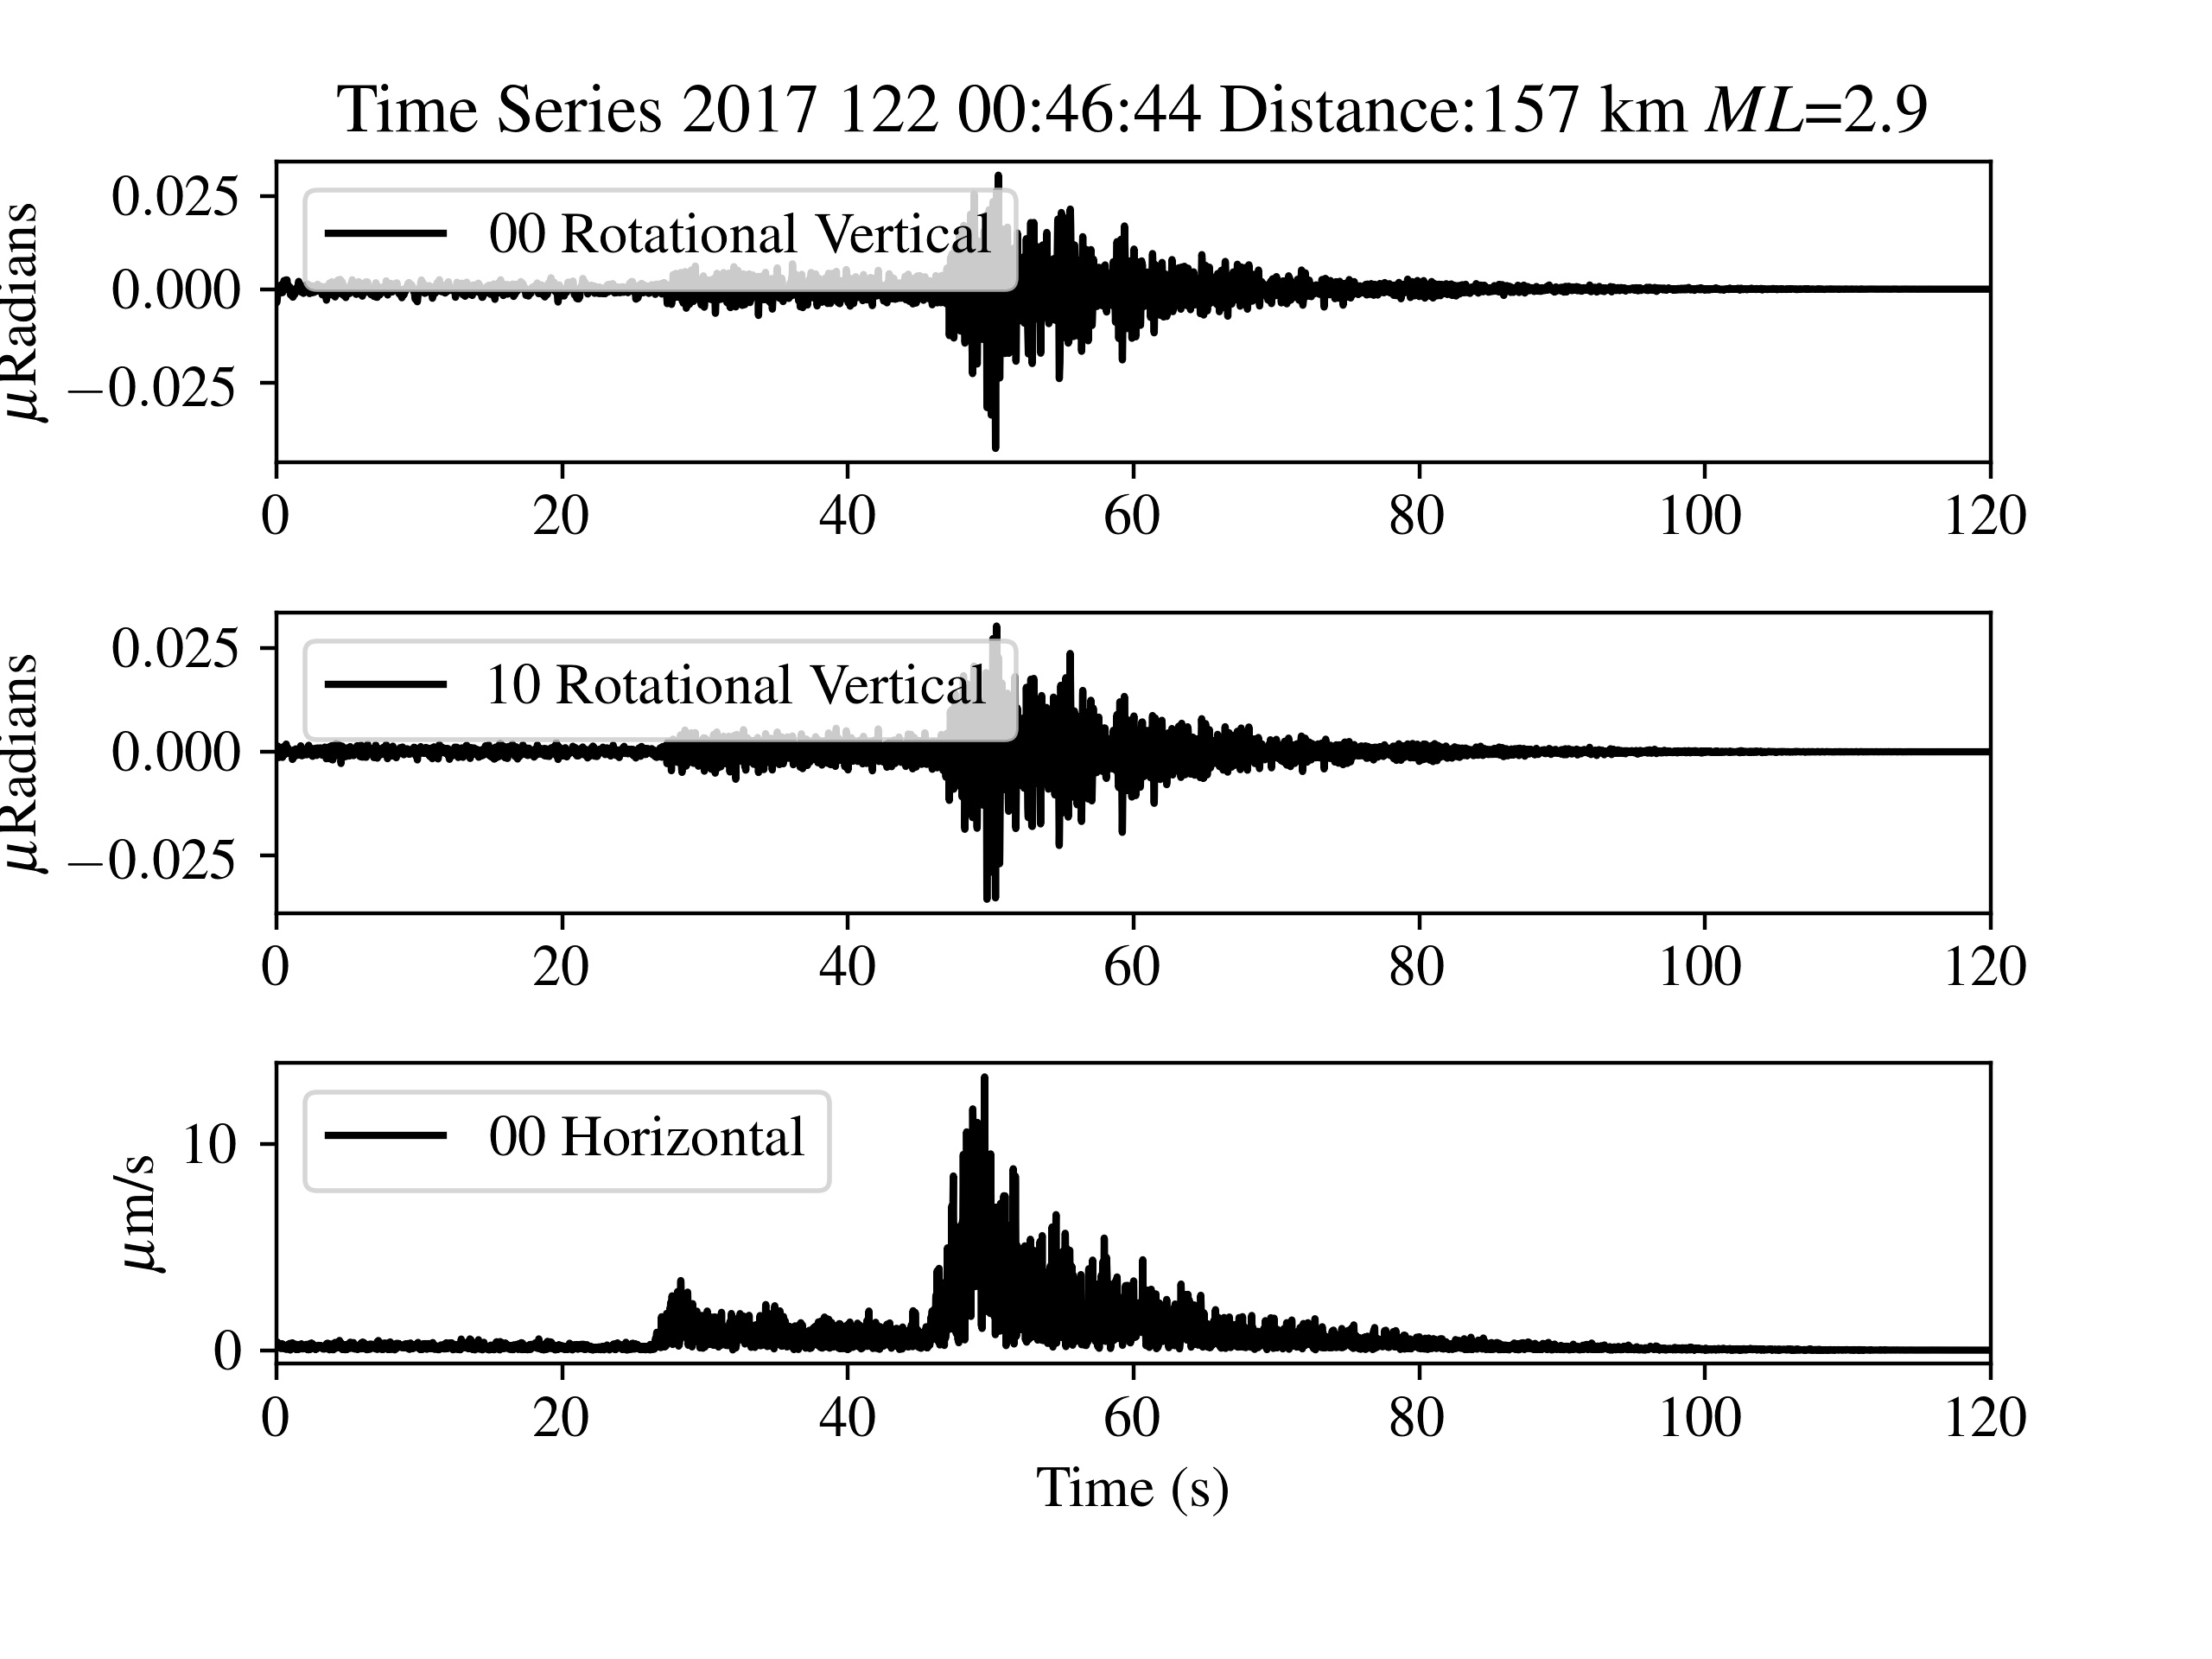 Time Series 2017 122 00:46:44 Distance:157 km ML=2.9
μRadians
0.025
0.000
−0.025
00 Rotational Vertical
0 20 40 60 80 100 120
μRadians
0.025
0.000
−0.025
10 Rotational Vertical
0 20 40 60 80 100 120
μm/s
10
0
00 Horizontal
0 20 40 60 80 100 120
Time (s)